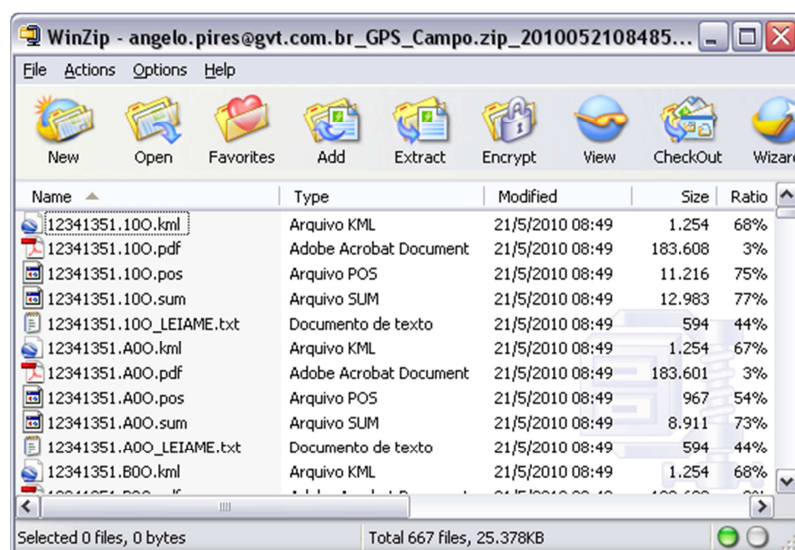 WinZip - angelo.pires@gvt.com.br_GPS_Campo.zip_2010052108485...
File Actions Options Help
New Open Favorites Add Extract Encrypt View CheckOut Wizar
Name Type Modified Size Ratio
12341351.10O.kml Arquivo KML 21/5/2010 08:49 1.254 68%
12341351.10O.pdf Adobe Acrobat Document 21/5/2010 08:49 183.608 3%
12341351.10O.pos Arquivo POS 21/5/2010 08:49 11.216 75%
12341351.10O.sum Arquivo SUM 21/5/2010 08:49 12.983 77%
12341351.10O_LEIAME.txt Documento de texto 21/5/2010 08:49 594 44%
12341351.A0O.kml Arquivo KML 21/5/2010 08:49 1.254 67%
12341351.A0O.pdf Adobe Acrobat Document 21/5/2010 08:49 183.601 3%
12341351.A0O.pos Arquivo POS 21/5/2010 08:49 967 54%
12341351.A0O.sum Arquivo SUM 21/5/2010 08:49 8.911 73%
12341351.A0O_LEIAME.txt Documento de texto 21/5/2010 08:49 594 44%
12341351.B0O.kml Arquivo KML 21/5/2010 08:49 1.254 68%
Selected 0 files, 0 bytes Total 667 files, 25.378KB